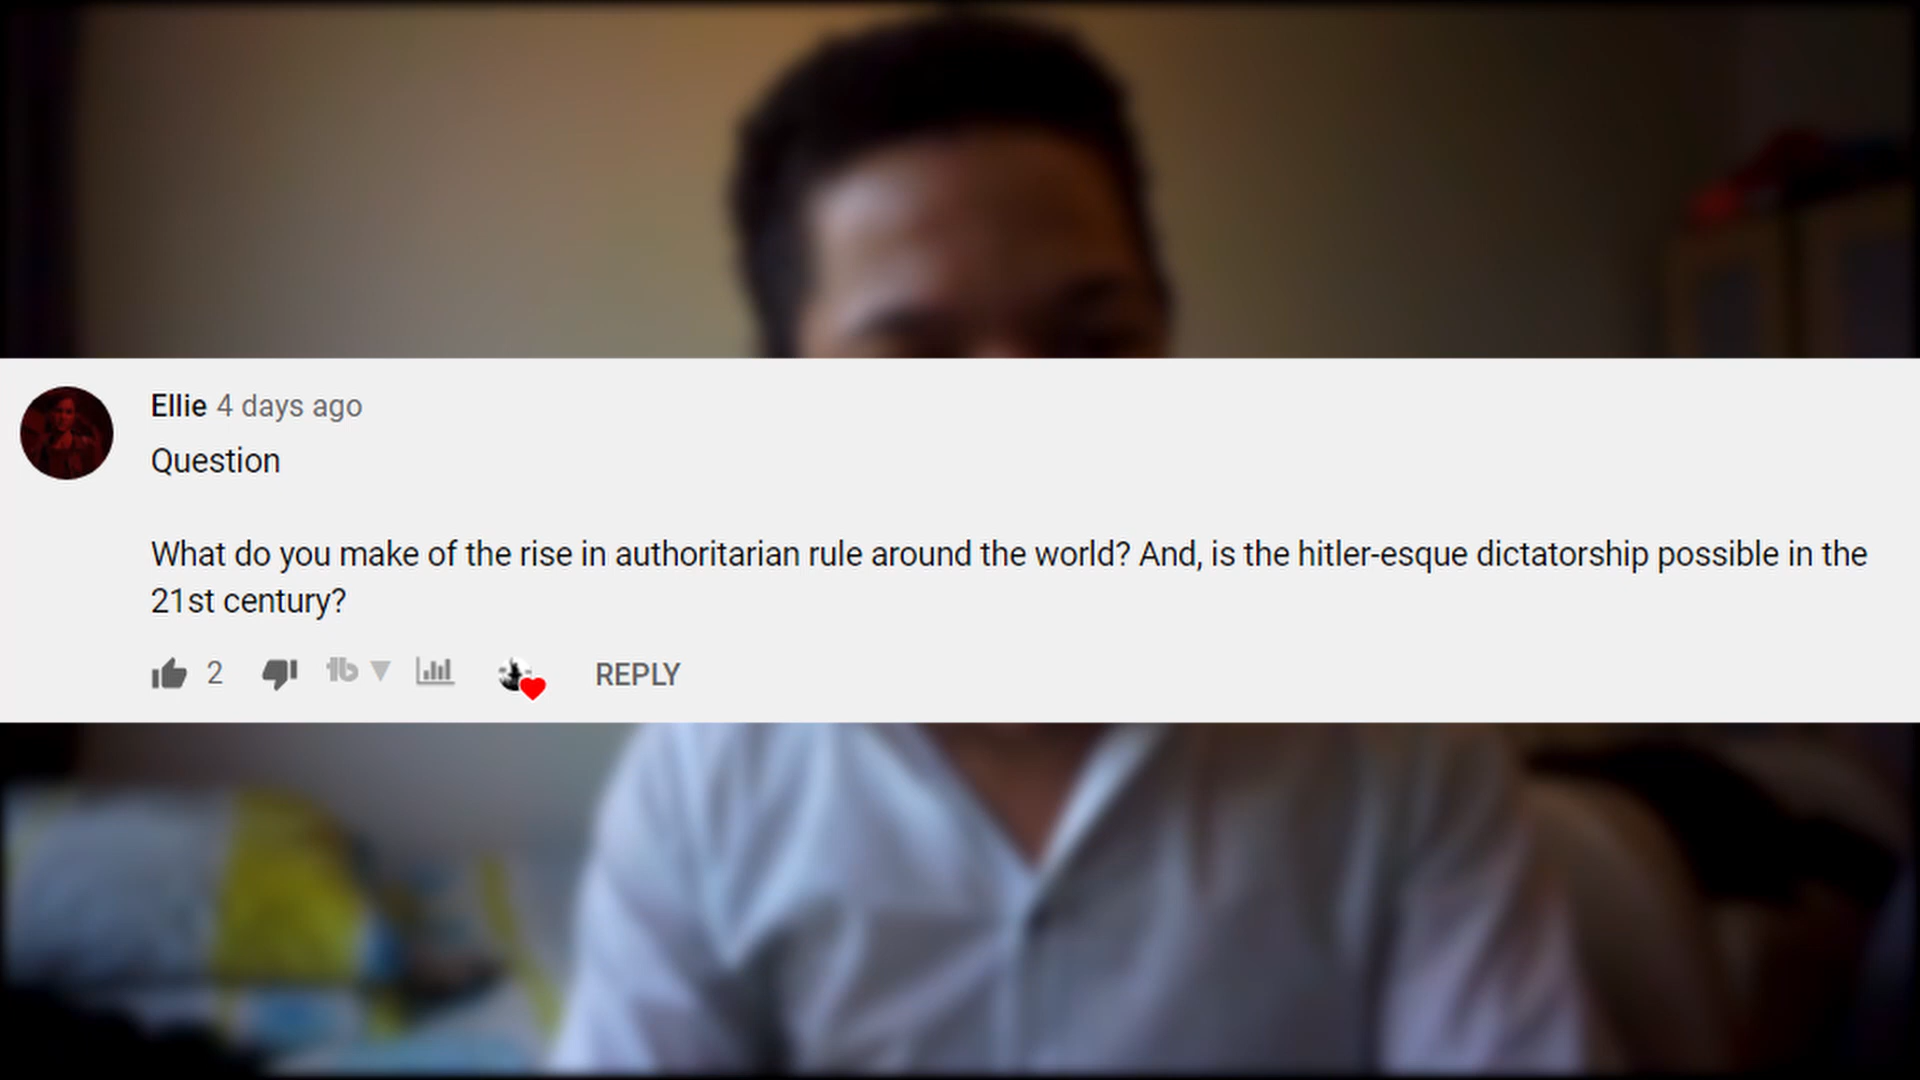 Ellie 4 days ago
Question
What do you make of the rise in authoritarian rule around the world? And, is the hitler-esque dictatorship possible in the
21st century?
2 REPLY